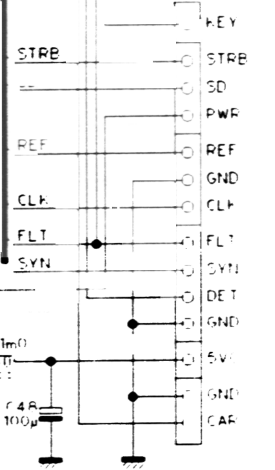 KEY
STRB STRB
SD
PWR
REF REF
GND
CLK CLK
FLT FLT
SYN SYN
DET
GND
1m0 5V
GND
C48
100µ CAR